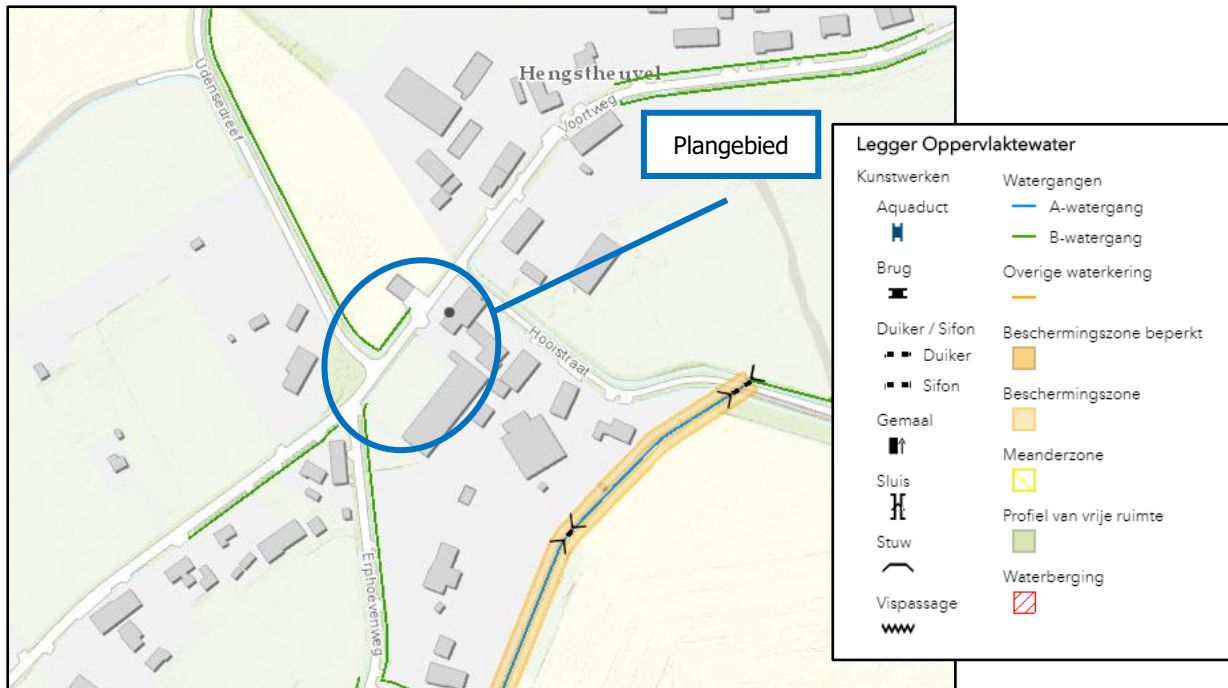 Hengstheuvel
Udensedreef
Voortweg
Plangebied
Hooistraat
Erphoevenweg
Legger Oppervlaktewater
Kunstwerken
Aquaduct
Brug
Duiker / Sifon
Duiker
Sifon
Gemaal
Sluis
Stuw
Vispassage
Watergangen
A-watergang
B-watergang
Overige waterkering
Beschermingszone beperkt
Beschermingszone
Meanderzone
Profiel van vrije ruimte
Waterberging